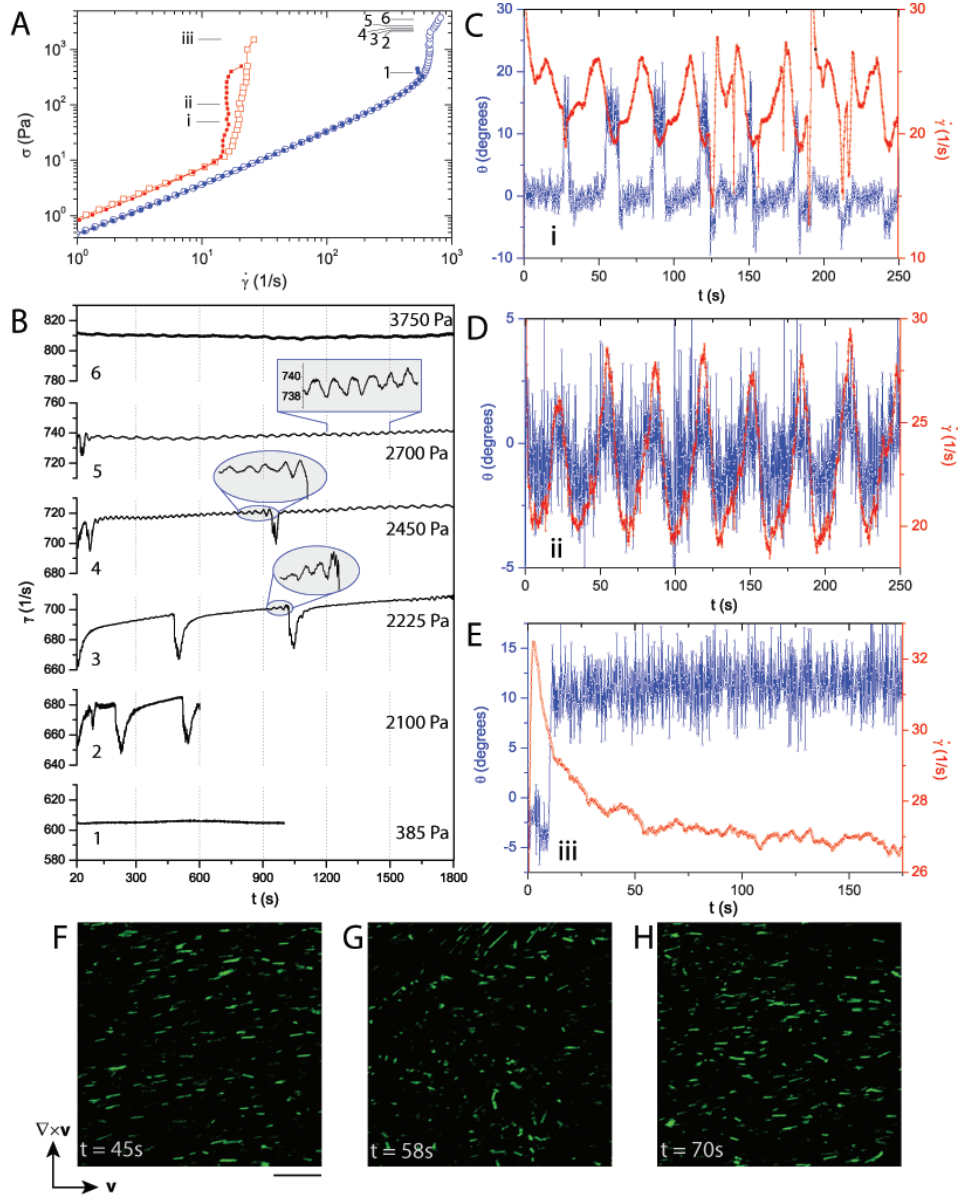 A
10³
10²
10¹
10⁰
σ (Pa)
iii
ii
i
5
6
4
3
2
1
10⁰
10¹
10²
10³
γ̇ (1/s)
B
820
800
780
760
740
720
720
700
680
700
680
660
680
660
640
620
600
580
γ̇ (1/s)
3750 Pa
6
740
738
5
2700 Pa
2450 Pa
4
2225 Pa
3
2100 Pa
2
385 Pa
1
20
300
600
900
1200
1500
1800
t (s)
C
30
20
10
0
-10
θ (degrees)
30
20
10
γ̇ (1/s)
i
0
50
100
150
200
250
t (s)
D
5
0
-5
θ (degrees)
30
25
20
γ̇ (1/s)
ii
0
50
100
150
200
250
t (s)
E
15
10
5
0
-5
θ (degrees)
32
30
28
26
γ̇ (1/s)
iii
0
50
100
150
t (s)
F
t = 45s
G
t = 58s
H
t = 70s
∇×v
v